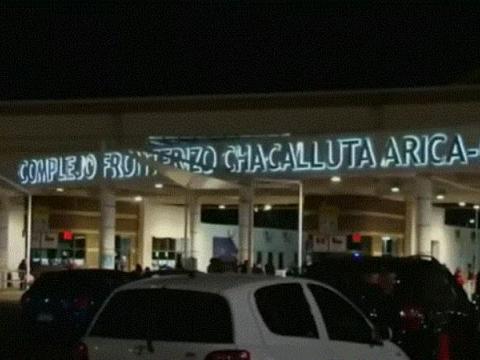 COMPLEJO FRONTERIZO CHACALLUTA ARICA-